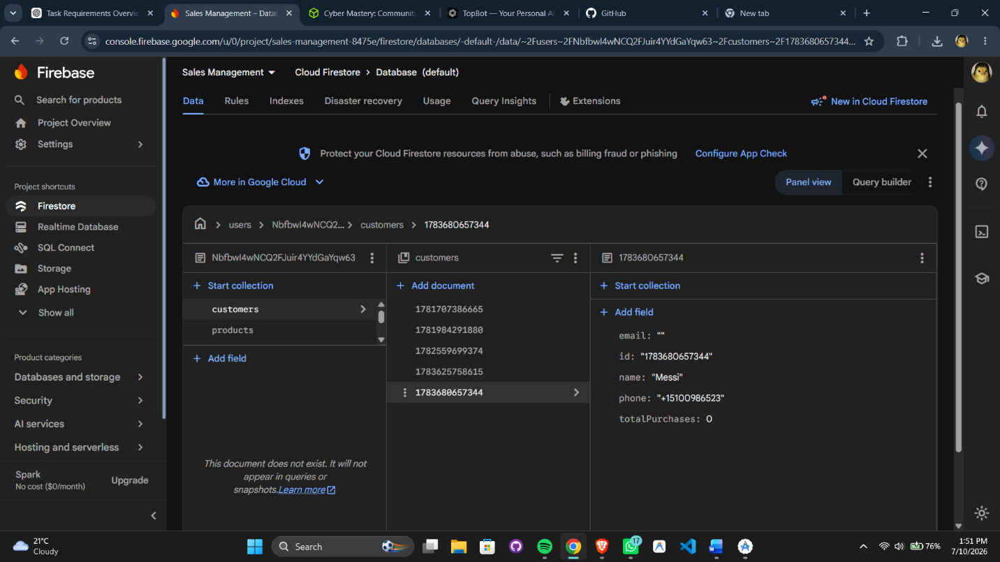 Task Requirements Overvie
Sales Management – Datab
Cyber Mastery: Community
TopBot — Your Personal AI
GitHub
New tab
console.firebase.google.com/u/0/project/sales-management-8475e/firestore/databases/-default-/data/~2Fusers~2FNbfbwI4wNCQ2FJuir4YYdGaYqw63~2Fcustomers~2F1783680657344...
Firebase
Search for products
Project Overview
Settings
Project shortcuts
Firestore
Realtime Database
SQL Connect
Storage
App Hosting
Show all
Product categories
Databases and storage
Security
AI services
Hosting and serverless
Spark
No cost ($0/month)
Upgrade
Sales Management
Cloud Firestore > Database (default)
Data
Rules
Indexes
Disaster recovery
Usage
Query Insights
Extensions
New in Cloud Firestore
Protect your Cloud Firestore resources from abuse, such as billing fraud or phishing
Configure App Check
More in Google Cloud
Panel view
Query builder
users > NbfbwI4wNCQ2... > customers > 1783680657344
NbfbwI4wNCQ2FJuir4YYdGaYqw63
+ Start collection
customers
products
+ Add field
This document does not exist. It will not
appear in queries or
snapshots.Learn more
customers
+ Add document
1781707386665
1781984291880
1782559699374
1783625758615
1783680657344
1783680657344
+ Start collection
+ Add field
email: ""
id: "1783680657344"
name: "Messi"
phone: "+15100986523"
totalPurchases: 0
21°C
Cloudy
Search
17
76%
1:51 PM
7/10/2026